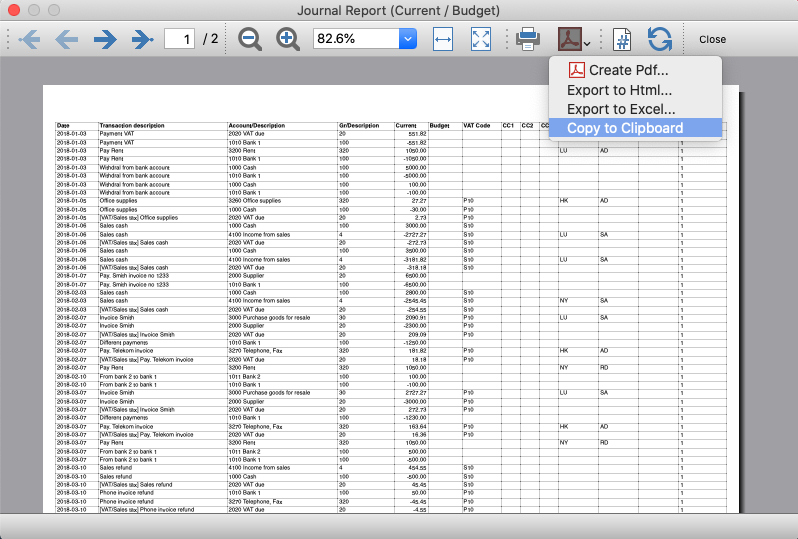 Journal Report (Current / Budget)
1 / 2 82.6% Close
Create Pdf...
Export to Html...
Export to Excel...
Copy to Clipboard
Date Transaction description Account/Description Gr/Description Current Budget VAT Code CC1 CC2
2018-01-03 Payment VAT 2020 VAT due 20 551.82 1
2018-01-03 Payment VAT 1010 Bank 1 100 -551.82 1
2018-01-03 Pay Rent 3200 Rent 320 1050.00 LU AD 1
2018-01-03 Pay Rent 1010 Bank 1 100 -1050.00 1
2018-01-03 Withdral from bank account 1000 Cash 100 5000.00 1
2018-01-03 Withdral from bank account 1010 Bank 1 100 -5000.00 1
2018-01-03 Withdral from bank account 1000 Cash 100 100.00 1
2018-01-03 Withdral from bank account 1010 Bank 1 100 -100.00 1
2018-01-05 Office supplies 3260 Office supplies 320 27.27 P10 HK AD 1
2018-01-05 Office supplies 1000 Cash 100 -30.00 P10 1
2018-01-05 [VAT/Sales tax] Office supplies 2020 VAT due 20 2.73 P10 1
2018-01-06 Sales cash 1000 Cash 100 3000.00 S10 1
2018-01-06 Sales cash 4100 Income from sales 4 -2727.27 S10 LU SA 1
2018-01-06 [VAT/Sales tax] Sales cash 2020 VAT due 20 -272.73 S10 1
2018-01-06 Sales cash 1000 Cash 100 3500.00 S10 1
2018-01-06 Sales cash 4100 Income from sales 4 -3181.82 S10 LU SA 1
2018-01-06 [VAT/Sales tax] Sales cash 2020 VAT due 20 -318.18 S10 1
2018-01-07 Pay. Smith invoice no 1233 2000 Supplier 20 6500.00 1
2018-01-07 Pay. Smith invoice no 1233 1010 Bank 1 100 -6500.00 1
2018-02-03 Sales cash 1000 Cash 100 2800.00 S10 1
2018-02-03 Sales cash 4100 Income from sales 4 -2545.45 S10 NY SA 1
2018-02-03 [VAT/Sales tax] Sales cash 2020 VAT due 20 -254.55 S10 1
2018-02-07 Invoice Smith 3000 Purchase goods for resale 30 2090.91 P10 LU SA 1
2018-02-07 Invoice Smith 2000 Supplier 20 -2300.00 P10 1
2018-02-07 [VAT/Sales tax] Invoice Smith 2020 VAT due 20 209.09 P10 1
2018-02-07 Different payments 1010 Bank 1 100 -1250.00 1
2018-02-07 Pay. Telekom invoice 3270 Telephone, Fax 320 181.82 P10 HK AD 1
2018-02-07 [VAT/Sales tax] Pay. Telekom invoice 2020 VAT due 20 18.18 P10 1
2018-02-07 Pay Rent 3200 Rent 320 1050.00 NY RD 1
2018-02-10 From bank 2 to bank 1 1011 Bank 2 100 100.00 1
2018-02-10 From bank 2 to bank 1 1010 Bank 1 100 -100.00 1
2018-03-07 Invoice Smith 3000 Purchase goods for resale 30 2727.27 P10 LU SA 1
2018-03-07 Invoice Smith 2000 Supplier 20 -3000.00 P10 1
2018-03-07 [VAT/Sales tax] Invoice Smith 2020 VAT due 20 272.73 P10 1
2018-03-07 Different payments 1010 Bank 1 100 -1230.00 1
2018-03-07 Pay, Telekom invoice 3270 Telephone, Fax 320 163.64 P10 HK AD 1
2018-03-07 [VAT/Sales tax] Pay, Telekom invoice 2020 VAT due 20 16.36 P10 1
2018-03-07 Pay Rent 3200 Rent 320 1050.00 NY RD 1
2018-03-07 From bank 2 to bank 1 1011 Bank 2 100 500.00 1
2018-03-07 From bank 2 to bank 1 1010 Bank 1 100 -500.00 1
2018-03-10 Sales refund 4100 Income from sales 4 454.55 S10 1
2018-03-10 Sales refund 1000 Cash 100 -500.00 S10 1
2018-03-10 [VAT/Sales tax] Sales refund 2020 VAT due 20 45.45 S10 1
2018-03-10 Phone invoice refund 1010 Bank 1 100 50.00 P10 1
2018-03-10 Phone invoice refund 3270 Telephone, Fax 320 -45.45 P10 1
2018-03-10 [VAT/Sales tax] Phone invoice refund 2020 VAT due 20 -4.55 P10 1